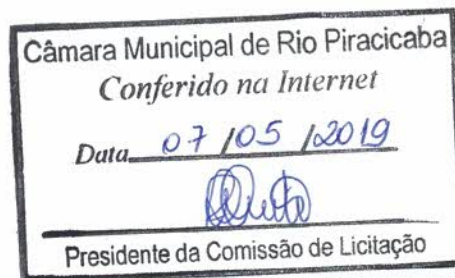 Câmara Municipal de Rio Piracicaba
Conferido na Internet
Data 07 / 05 / 2019
Presidente da Comissão de Licitação